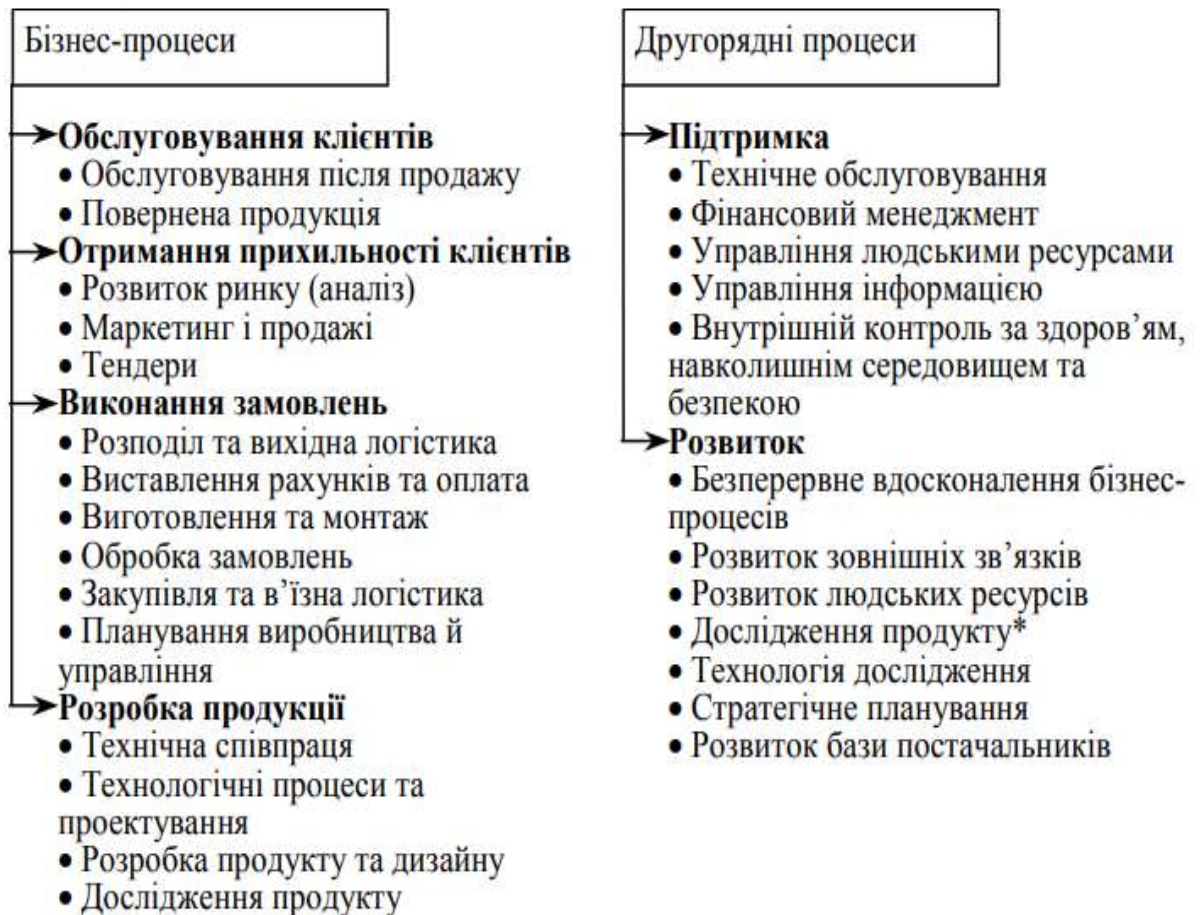 Бізнес-процеси
Обслуговування клієнтів
• Обслуговування після продажу
• Повернена продукція
Отримання прихильності клієнтів
• Розвиток ринку (аналіз)
• Маркетинг і продажі
• Тендери
Виконання замовлень
• Розподіл та вихідна логістика
• Виставлення рахунків та оплата
• Виготовлення та монтаж
• Обробка замовлень
• Закупівля та в’їзна логістика
• Планування виробництва й
управління
Розробка продукції
• Технічна співпраця
• Технологічні процеси та
проектування
• Розробка продукту та дизайну
• Дослідження продукту
Другорядні процеси
Підтримка
• Технічне обслуговування
• Фінансовий менеджмент
• Управління людськими ресурсами
• Управління інформацією
• Внутрішній контроль за здоров’ям,
навколишнім середовищем та
безпекою
Розвиток
• Безперервне вдосконалення бізнес-
процесів
• Розвиток зовнішніх зв’язків
• Розвиток людських ресурсів
• Дослідження продукту*
• Технологія дослідження
• Стратегічне планування
• Розвиток бази постачальників